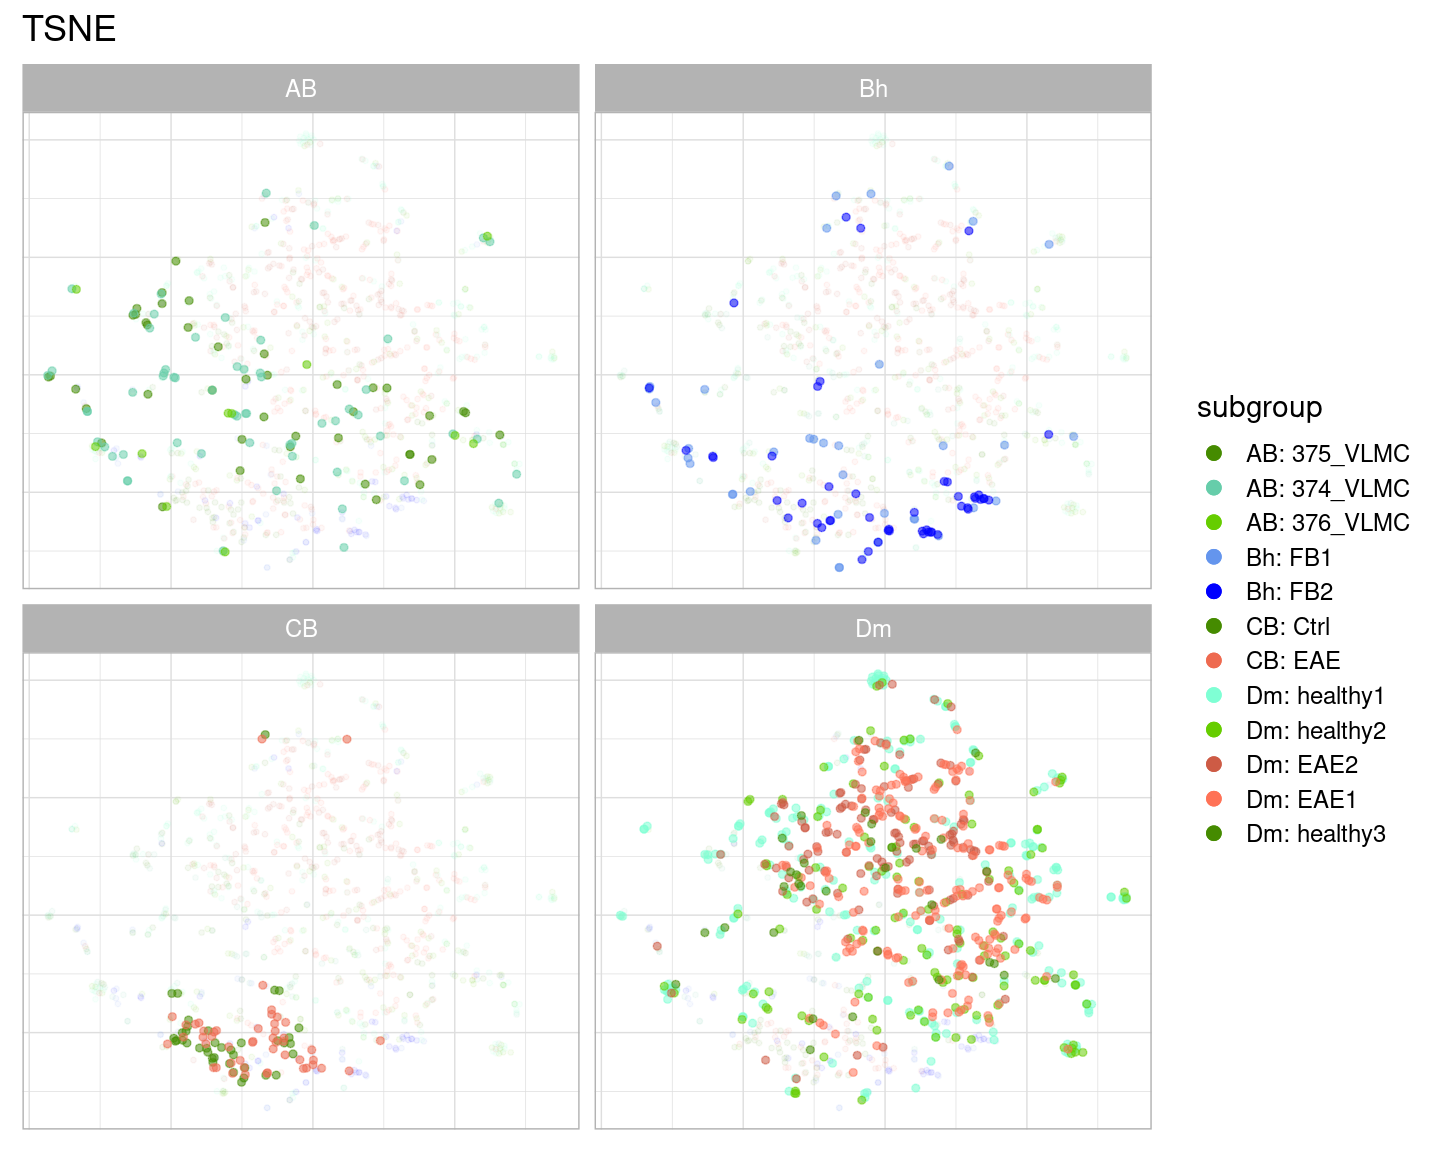 TSNE
AB
Bh
CB
Dm
subgroup
AB: 375_VLMC
AB: 374_VLMC
AB: 376_VLMC
Bh: FB1
Bh: FB2
CB: Ctrl
CB: EAE
Dm: healthy1
Dm: healthy2
Dm: EAE2
Dm: EAE1
Dm: healthy3